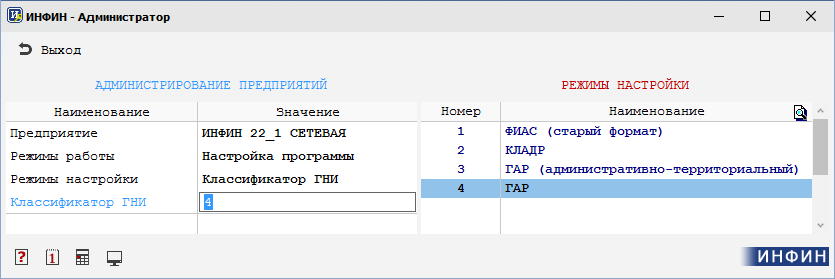 ИНФИН - Администратор
Выход
АДМИНИСТРИРОВАНИЕ ПРЕДПРИЯТИЙ
РЕЖИМЫ НАСТРОЙКИ
Наименование Значение
Предприятие ИНФИН 22_1 СЕТЕВАЯ
Режимы работы Настройка программы
Режимы настройки Классификатор ГНИ
Классификатор ГНИ 4
Номер Наименование
1 ФИАС (старый формат)
2 КЛАДР
3 ГАР (административно-территориальный)
4 ГАР
? 1
ИНФИН